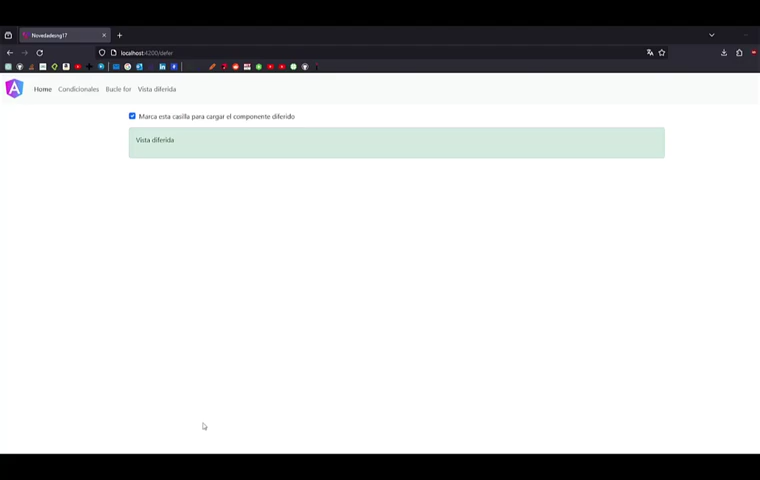 Novedadesng17
localhost:4200/defer
Home Condicionales Bucle for Vista diferida
Marca esta casilla para cargar el componente diferido
Vista diferida